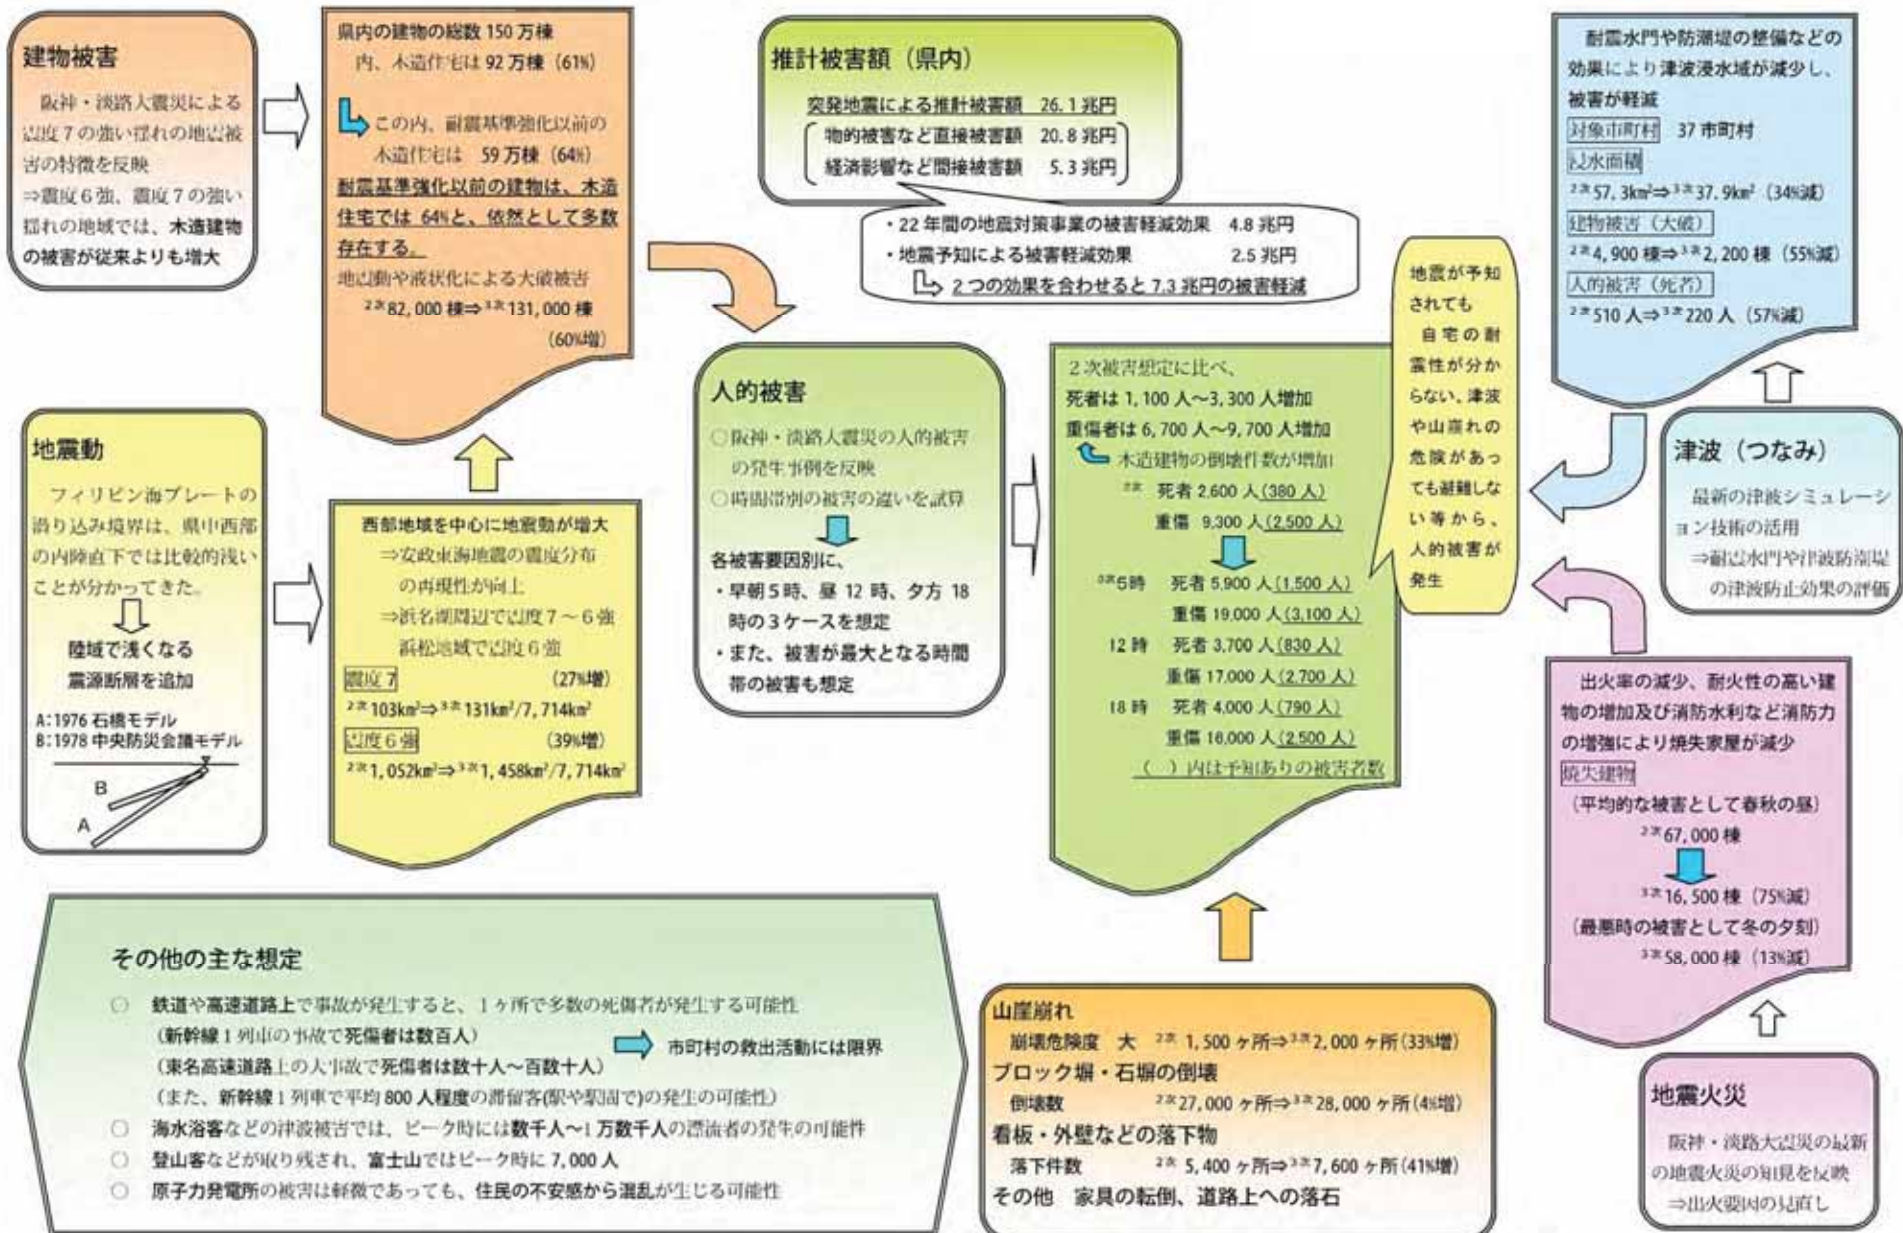 建物被害
阪神・淡路大震災による
震度7の強い揺れの地震被
害の特徴を反映
⇒震度6強、震度7の強い
揺れの地域では、木造建物
の被害が従来よりも増大
県内の建物の総数 150 万棟
内、木造住宅は 92 万棟 (61%)
この内、耐震基準強化以前の
木造住宅は 59 万棟 (64%)
耐震基準強化以前の建物は、木造
住宅では 64%と、依然として多数
存在する。
地震動や液状化による大破被害
2次82,000 棟⇒3次131,000 棟
(60%増)
推計被害額(県内)
突発地震による推計被害額 26.1 兆円
物的被害など直接被害額 20.8 兆円
経済影響など間接被害額 5.3 兆円
・22 年間の地震対策事業の被害軽減効果 4.8 兆円
・地震予知による被害軽減効果 2.5 兆円
2つの効果を合わせると 7.3 兆円の被害軽減
地震が予知
されても
自宅の耐
震性が分か
らない、津波
や山崩れの
危険があっ
ても避難しな
い等から、
人的被害が
発生
耐震水門や防潮堤の整備などの
効果により津波浸水域が減少し、
被害が軽減
対象市町村 37 市町村
浸水面積
2次57.3km²⇒3次37.9km² (34%減)
建物被害(大破)
2次4,900 棟⇒3次2,200 棟 (55%減)
人的被害(死者)
2次510 人⇒3次220 人 (57%減)
津波(つなみ)
最新の津波シミュレーシ
ョン技術の活用
⇒耐震水門や津波防潮堤
の津波防止効果の評価
地震動
フィリピン海プレートの
潜り込み境界は、県中西部
の内陸直下では比較的浅い
ことが分かってきた。
陸域で浅くなる
震源断層を追加
A:1976 石橋モデル
B:1978 中央防災会議モデル
B
A
西部地域を中心に地震動が増大
⇒安政東海地震の震度分布
の再現性が向上
⇒浜名湖周辺で震度7~6強
浜松地域で震度6強
震度7 (27%増)
2次103km²⇒3次131km²/7,714km²
震度6強 (39%増)
2次1,052km²⇒3次1,458km²/7,714km²
人的被害
○阪神・淡路大震災の人的被害
の発生事例を反映
○時間帯別の被害の違いを試算
各被害要因別に、
・早朝5時、昼 12 時、夕方 18
時の3ケースを想定
・また、被害が最大となる時間
帯の被害も想定
2次被害想定に比べ、
死者は 1,100 人~3,300 人増加
重傷者は 6,700 人~9,700 人増加
木造建物の倒壊件数が増加
2次 死者 2,600 人(380 人)
重傷 9,300 人(2,500 人)
3次5時 死者 5,900 人(1,500 人)
重傷 19,000 人(3,100 人)
12 時 死者 3,700 人(830 人)
重傷 17,000 人(2,700 人)
18 時 死者 4,000 人(790 人)
重傷 16,000 人(2,500 人)
( )内は予知ありの被害者数
出火率の減少、耐火性の高い建
物の増加及び消防水利など消防力
の増強により焼失家屋が減少
焼失建物
(平均的な被害として春秋の昼)
2次67,000 棟
3次16,500 棟 (75%減)
(最悪時の被害として冬の夕刻)
3次58,000 棟 (13%減)
地震火災
阪神・淡路大震災の最新
の地震火災の知見を反映
⇒出火要因の見直し
その他の主な想定
○ 鉄道や高速道路上で事故が発生すると、1ヶ所で多数の死傷者が発生する可能性
(新幹線1列車の事故で死傷者は数百人)
(東名高速道路上の大事故で死傷者は数十人~百数十人)
市町村の救出活動には限界
(また、新幹線1列車で平均 800 人程度の滞留客(駅や駅間で)の発生の可能性)
○ 海水浴客などの津波被害では、ピーク時には数千人~1万数千人の漂流者の発生の可能性
○ 登山客などが取り残され、富士山ではピーク時に 7,000 人
○ 原子力発電所の被害は軽微であっても、住民の不安感から混乱が生じる可能性
山崖崩れ
崩壊危険度 大 2次 1,500 ヶ所⇒3次2,000 ヶ所(33%増)
ブロック塀・石塀の倒壊
倒壊数 2次27,000 ヶ所⇒3次28,000 ヶ所(4%増)
看板・外壁などの落下物
落下件数 2次 5,400 ヶ所⇒3次7,600 ヶ所(41%増)
その他 家具の転倒、道路上への落石